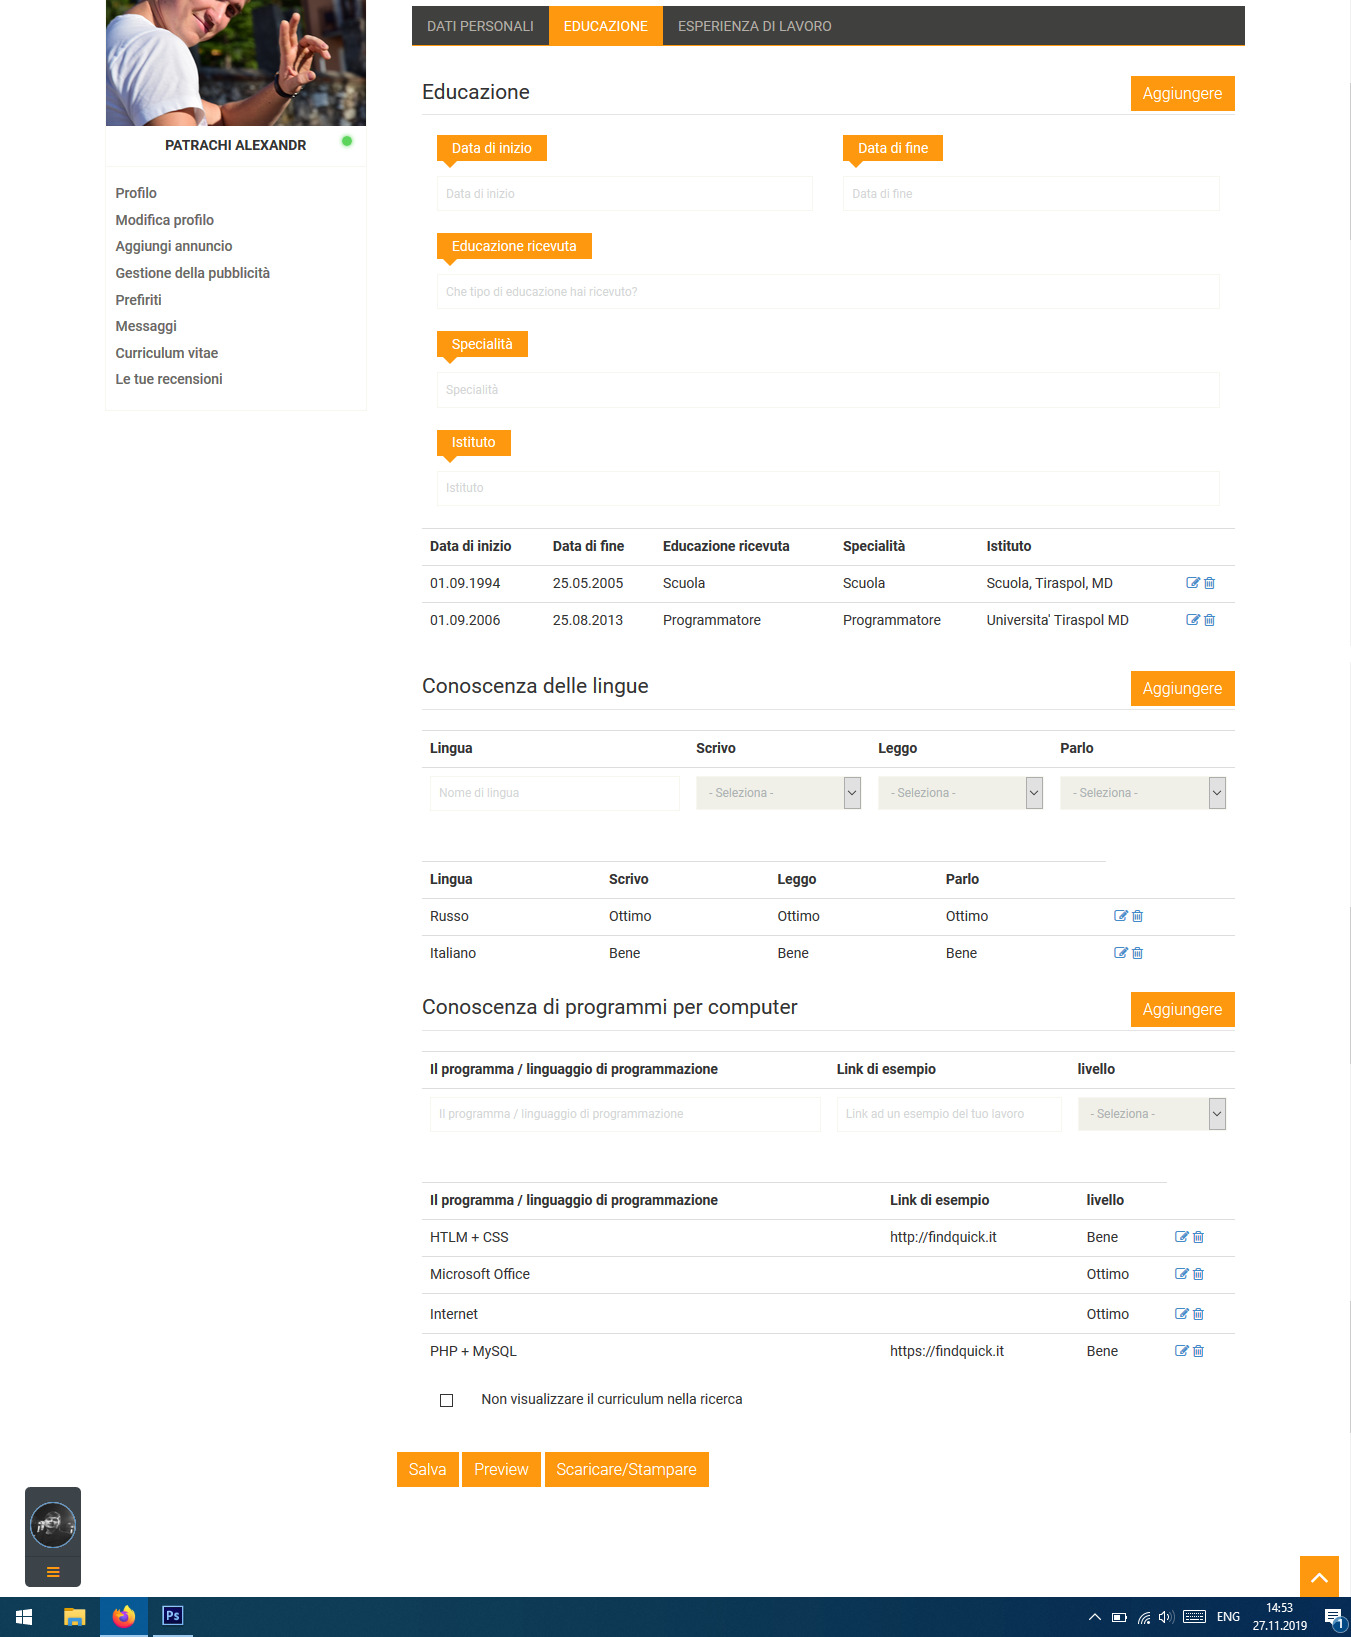 DATI PERSONALI EDUCAZIONE ESPERIENZA DI LAVORO
PATRACHI ALEXANDR
Profilo
Modifica profilo
Aggiungi annuncio
Gestione della pubblicità
Prefiriti
Messaggi
Curriculum vitae
Le tue recensioni
Educazione Aggiungere
Data di inizio Data di fine
Data di inizio Data di fine
Educazione ricevuta
Che tipo di educazione hai ricevuto?
Specialità
Specialità
Istituto
Istituto
Data di inizio Data di fine Educazione ricevuta Specialità Istituto
01.09.1994 25.05.2005 Scuola Scuola Scuola, Tiraspol, MD
01.09.2006 25.08.2013 Programmatore Programmatore Universita' Tiraspol MD
Conoscenza delle lingue Aggiungere
Lingua Scrivo Leggo Parlo
Nome di lingua - Seleziona - - Seleziona - - Seleziona -
Lingua Scrivo Leggo Parlo
Russo Ottimo Ottimo Ottimo
Italiano Bene Bene Bene
Conoscenza di programmi per computer Aggiungere
Il programma / linguaggio di programmazione Link di esempio livello
Il programma / linguaggio di programmazione Link ad un esempio del tuo lavoro - Seleziona -
Il programma / linguaggio di programmazione Link di esempio livello
HTLM + CSS http://findquick.it Bene
Microsoft Office Ottimo
Internet Ottimo
PHP + MySQL https://findquick.it Bene
Non visualizzare il curriculum nella ricerca
Salva Preview Scaricare/Stampare
Ps ENG 14:53
27.11.2019 1